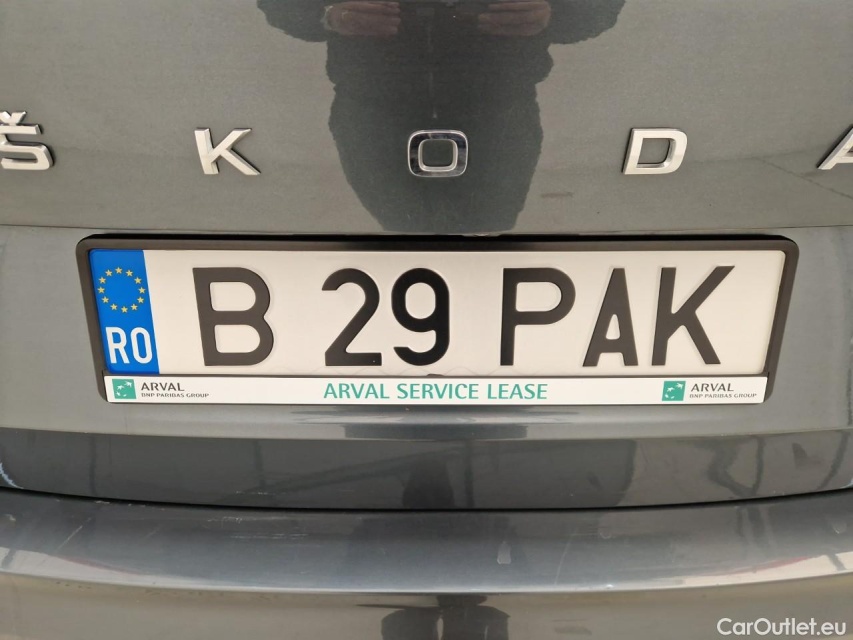 ŠKODA
RO B 29 PAK
ARVAL BNP PARIBAS GROUP ARVAL SERVICE LEASE ARVAL BNP PARIBAS GROUP
CarOutlet.eu